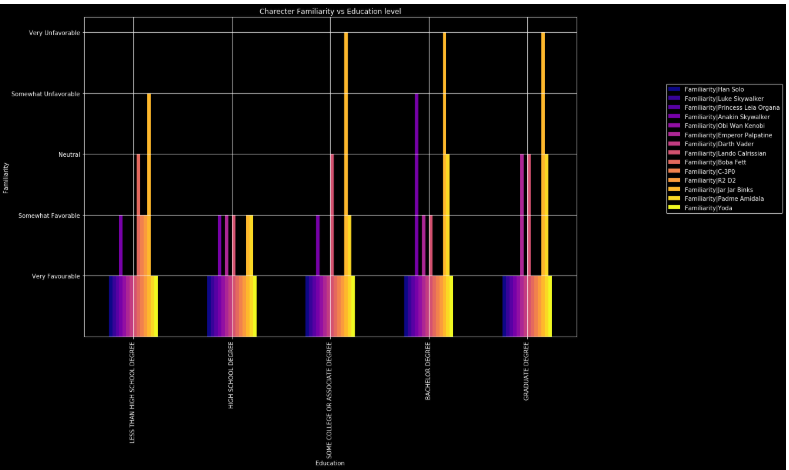 Charecter Familiarity vs Education level
Very Unfavorable
Somewhat Unfavorable
Neutral
Somewhat Favorable
Very Favourable
Familiarity
LESS THAN HIGH SCHOOL DEGREE
HIGH SCHOOL DEGREE
SOME COLLEGE OR ASSOCIATE DEGREE
BACHELOR DEGREE
GRADUATE DEGREE
Education
Familiarity|Han Solo
Familiarity|Luke Skywalker
Familiarity|Princess Leia Organa
Familiarity|Anakin Skywalker
Familiarity|Obi Wan Kenobi
Familiarity|Emperor Palpatine
Familiarity|Darth Vader
Familiarity|Lando Calrissian
Familiarity|Boba Fett
Familiarity|C-3P0
Familiarity|R2 D2
Familiarity|Jar Jar Binks
Familiarity|Padme Amidala
Familiarity|Yoda